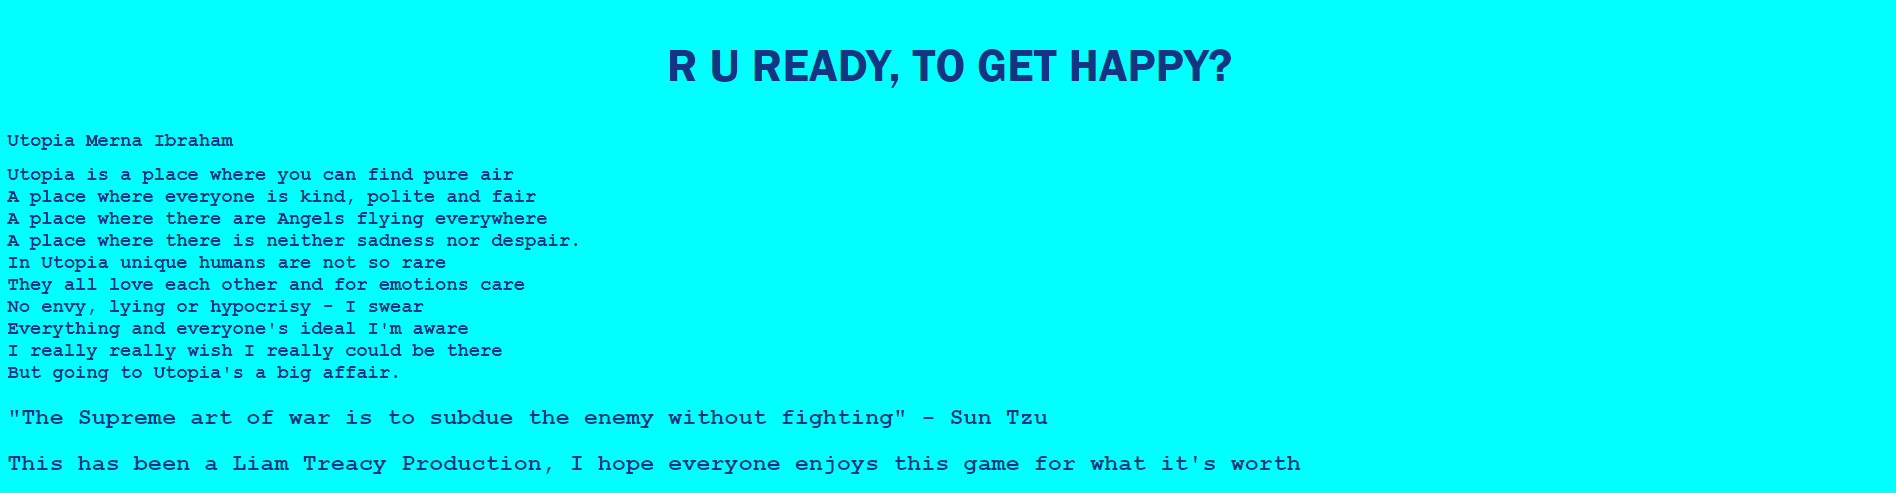 R U READY, TO GET HAPPY?
Utopia Merna Ibraham
Utopia is a place where you can find pure air
A place where everyone is kind, polite and fair
A place where there are Angels flying everywhere
A place where there is neither sadness nor despair.
In Utopia unique humans are not so rare
They all love each other and for emotions care
No envy, lying or hypocrisy - I swear
Everything and everyone's ideal I'm aware
I really really wish I really could be there
But going to Utopia's a big affair.
"The Supreme art of war is to subdue the enemy without fighting" - Sun Tzu
This has been a Liam Treacy Production, I hope everyone enjoys this game for what it's worth